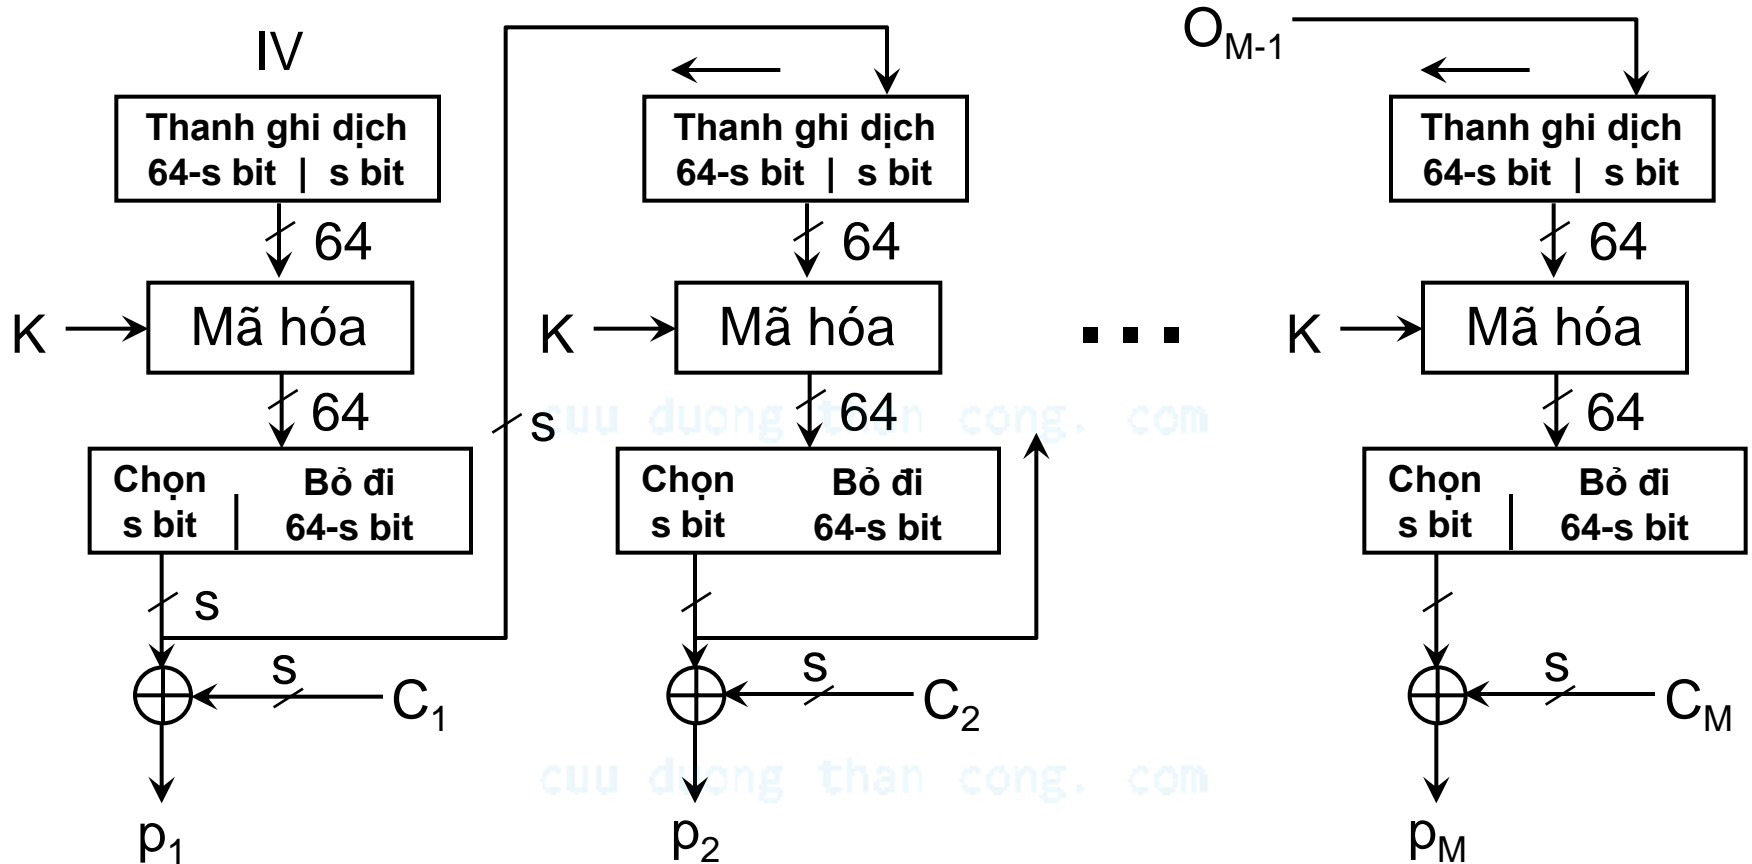 IV
O M-1
Thanh ghi dịch
64-s bit | s bit
Thanh ghi dịch
64-s bit | s bit
Thanh ghi dịch
64-s bit | s bit
64
64
64
K
Mã hóa
K
Mã hóa
...
K
Mã hóa
64
64
64
s
cuu duong than cong. com
Chọn
s bit |
Bỏ đi
64-s bit
Chọn
s bit
Bỏ đi
64-s bit
Chọn
s bit |
Bỏ đi
64-s bit
s
s
C1
s
C2
s
CM
p1
p2
pM
cuu duong than cong. com